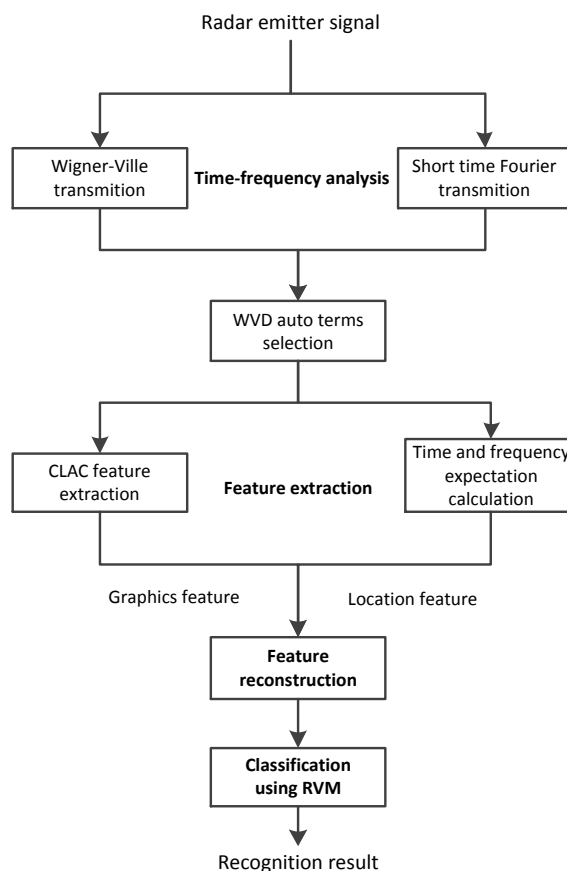 Radar emitter signal
Wigner-Ville
transmition
Time-frequency analysis
Short time Fourier
transmition
WVD auto terms
selection
CLAC feature
extraction
Feature extraction
Time and frequency
expectation
calculation
Graphics feature
Location feature
Feature
reconstruction
Classification
using RVM
Recognition result